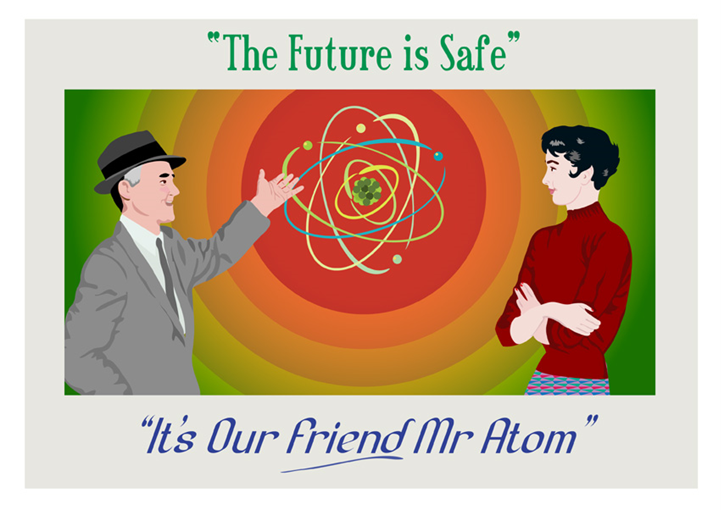 “The Future is Safe”
“It's Our Friend Mr Atom”